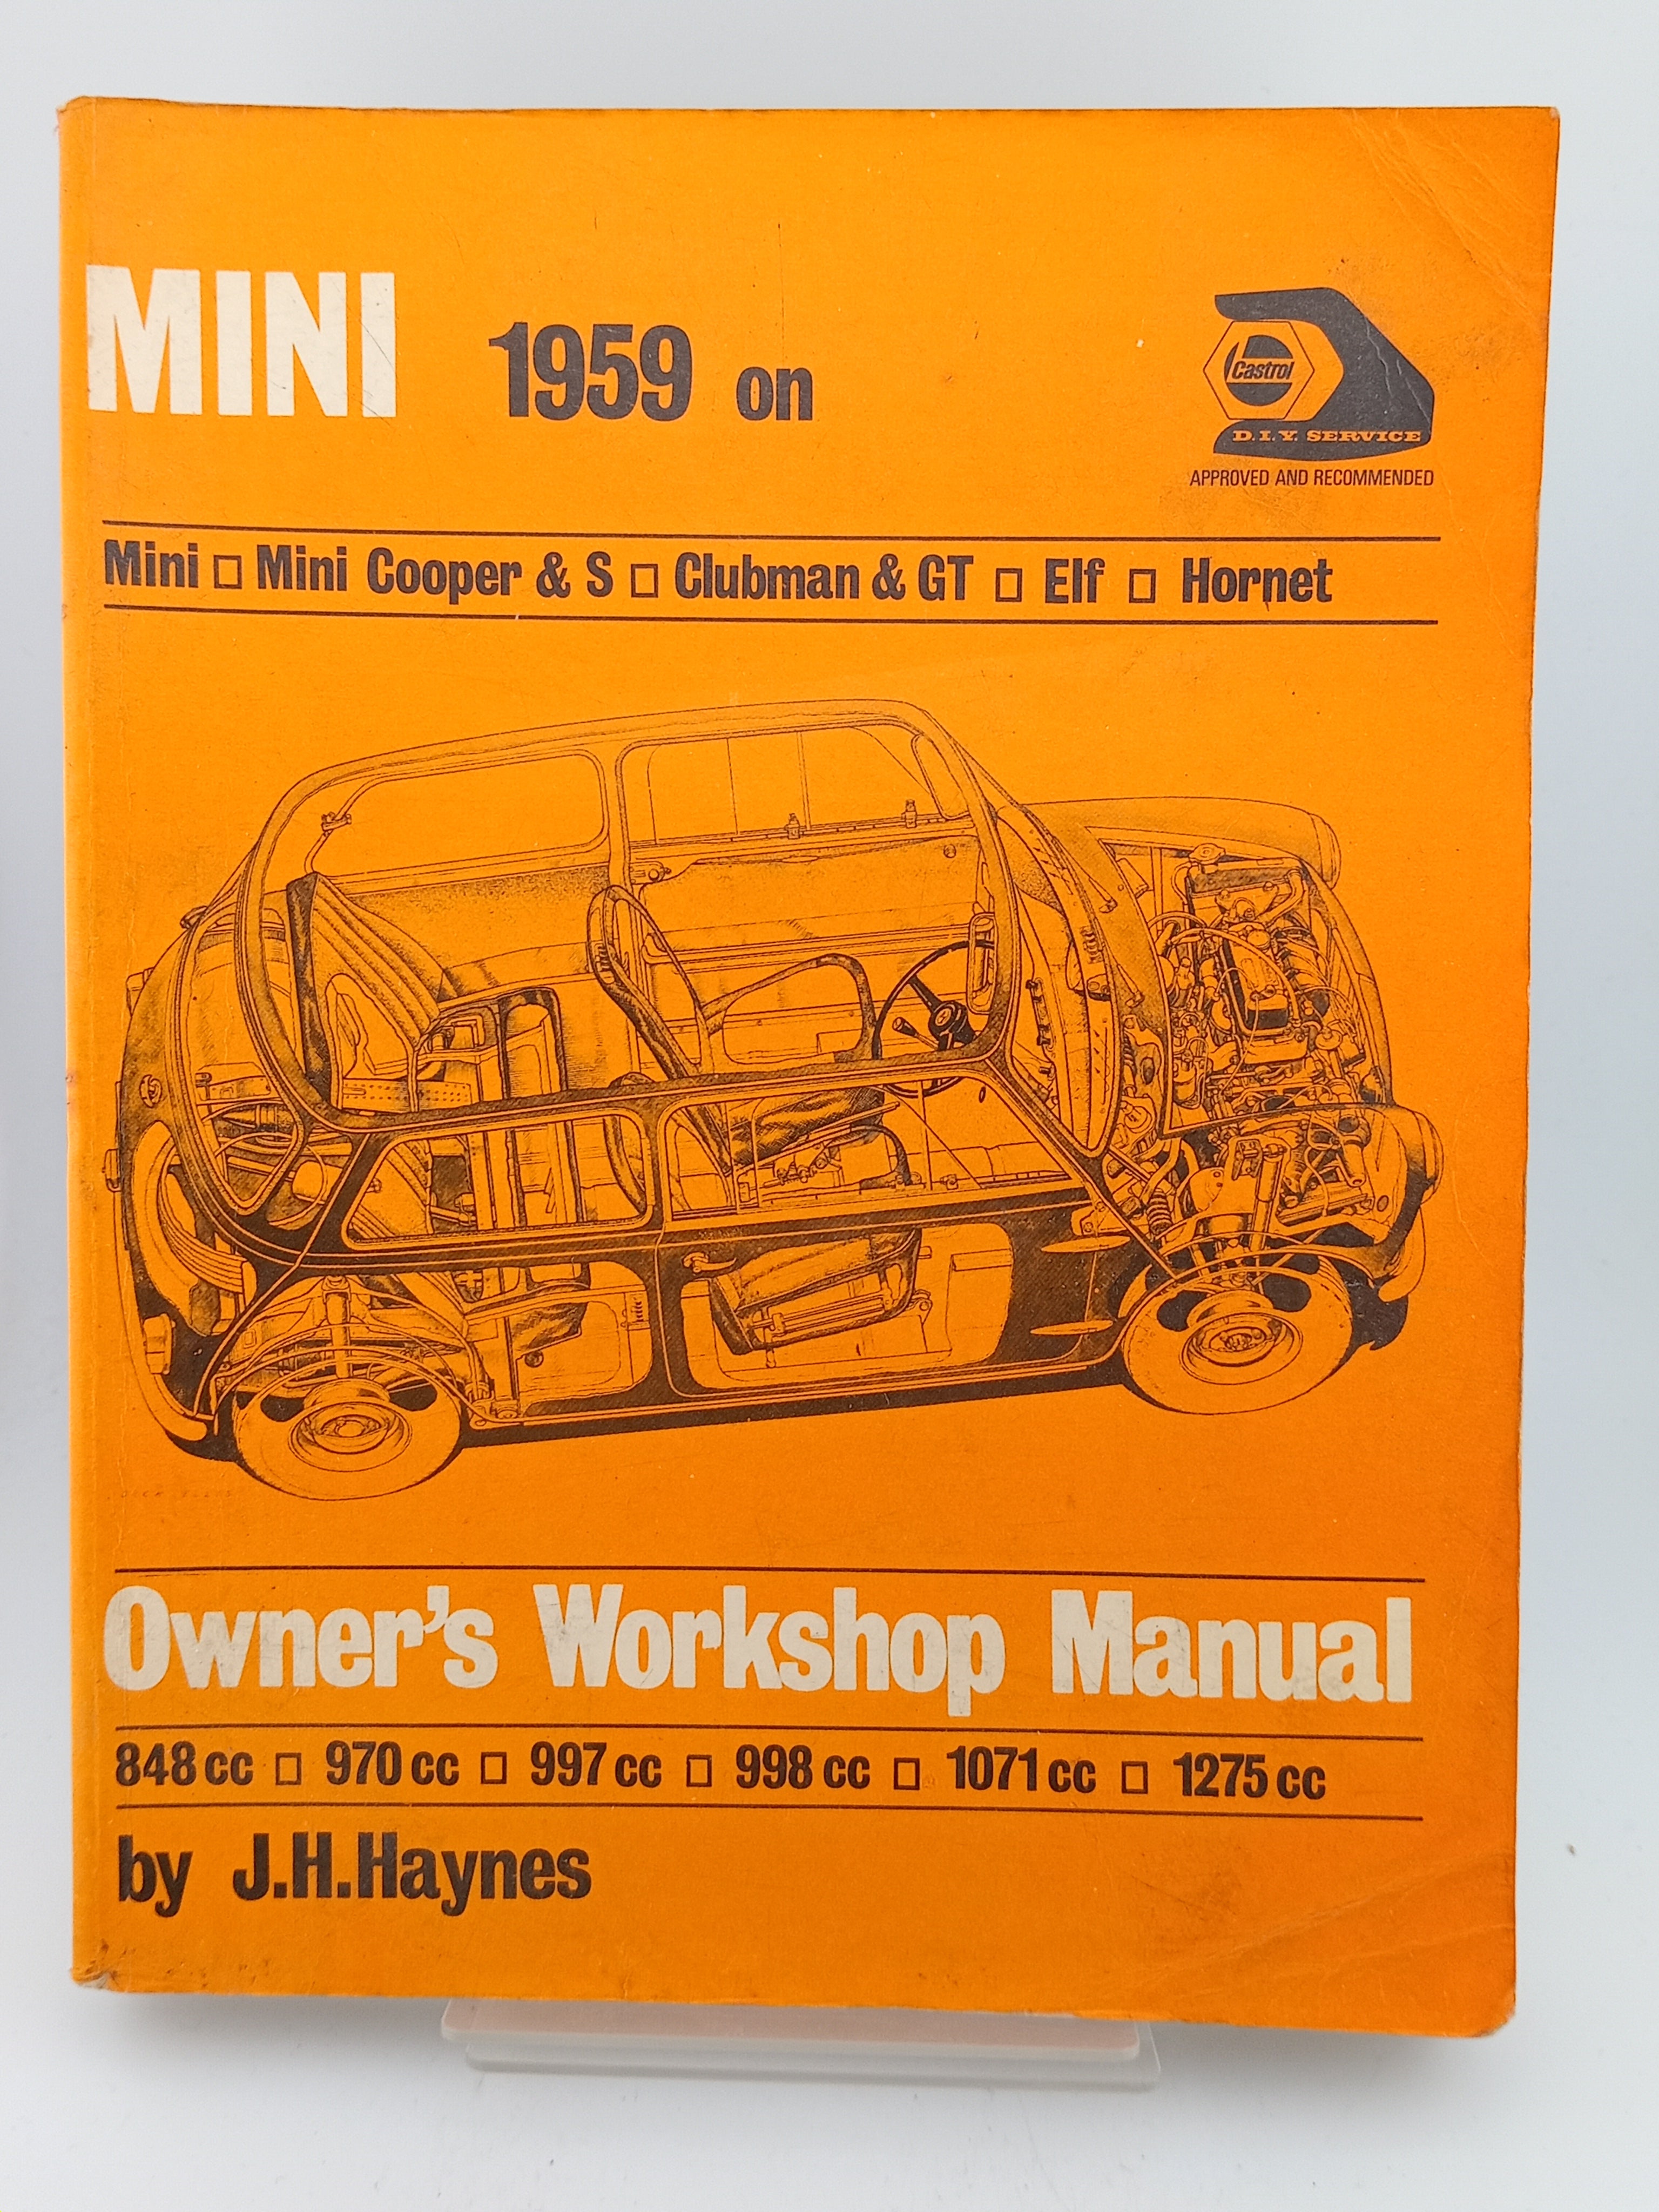 MINI 1959 on
Castrol
D.I.Y. SERVICE
APPROVED AND RECOMMENDED
Mini □ Mini Cooper & S □ Clubman & GT □ Elf □ Hornet
Owner's Workshop Manual
848 cc □ 970 cc □ 997 cc □ 998 cc □ 1071 cc □ 1275 cc
by J.H.Haynes